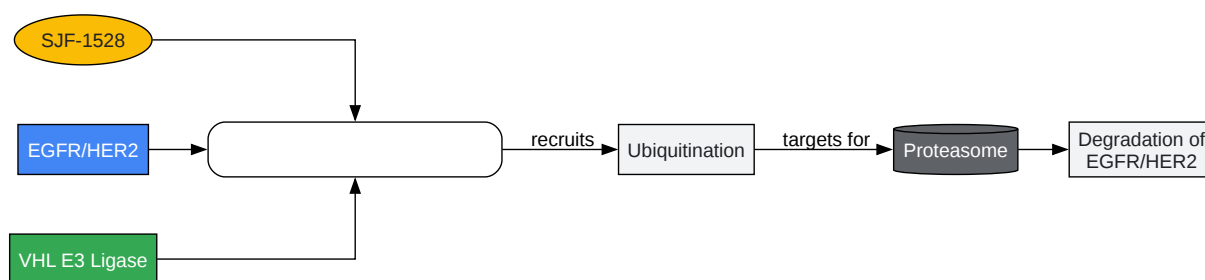 SJF-1528
EGFR/HER2
recruits
Ubiquitination
targets for
Proteasome
Degradation of
EGFR/HER2
VHL E3 Ligase